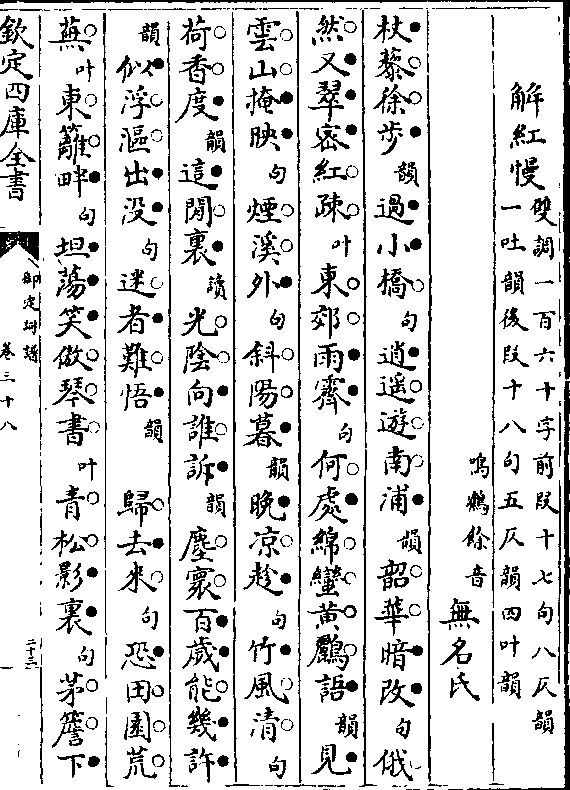 解紅慢 雙調一百六十字前段十七句八仄韻
一吐韻後段十八句五仄韻四叶韻
鳴鶴餘音 無名氏
杖藜徐步韻過小橋句逍遥遊南浦韻韶華暗改句俄
然又翠密紅疎叶東郊雨霽句何處綿蠻黄鸝語韻見
雲山掩映句煙溪外句斜陽暮韻晚凉趁句竹風清句
荷香度韻這閒裏讀光陰向誰訴韻塵寰百歲能幾許
韻似浮漚出没句迷者難悟韻 歸去來句恐田園荒
蕪叶東籬畔句坦蕩笑傲琴書叶青松影裏句茅簷下
欽定四庫全書 御定詞譜 卷三十八 二十三